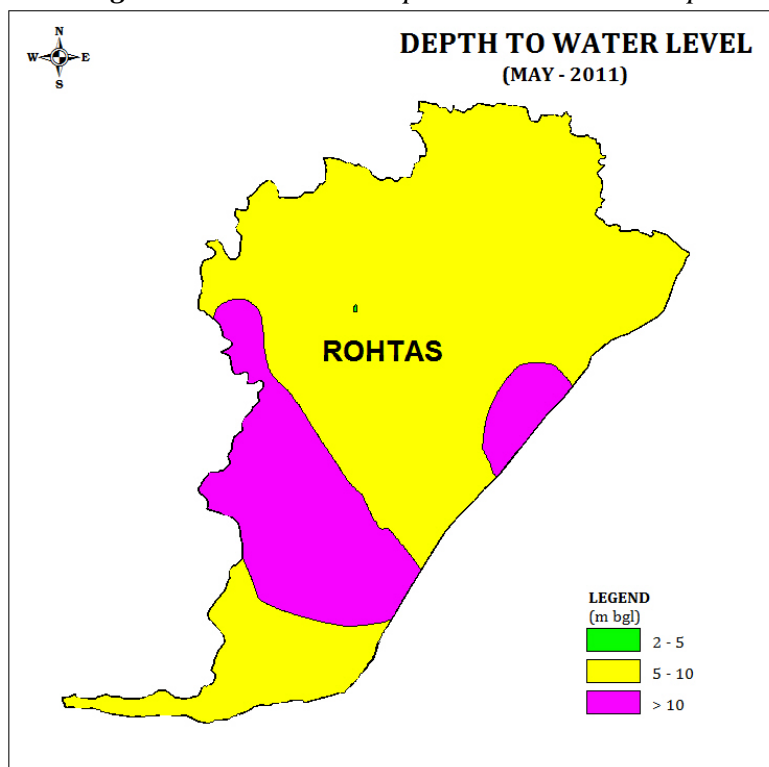 N
W E
S
DEPTH TO WATER LEVEL
(MAY - 2011)
ROHTAS
LEGEND
(m bgl)
2 - 5
5 - 10
> 10